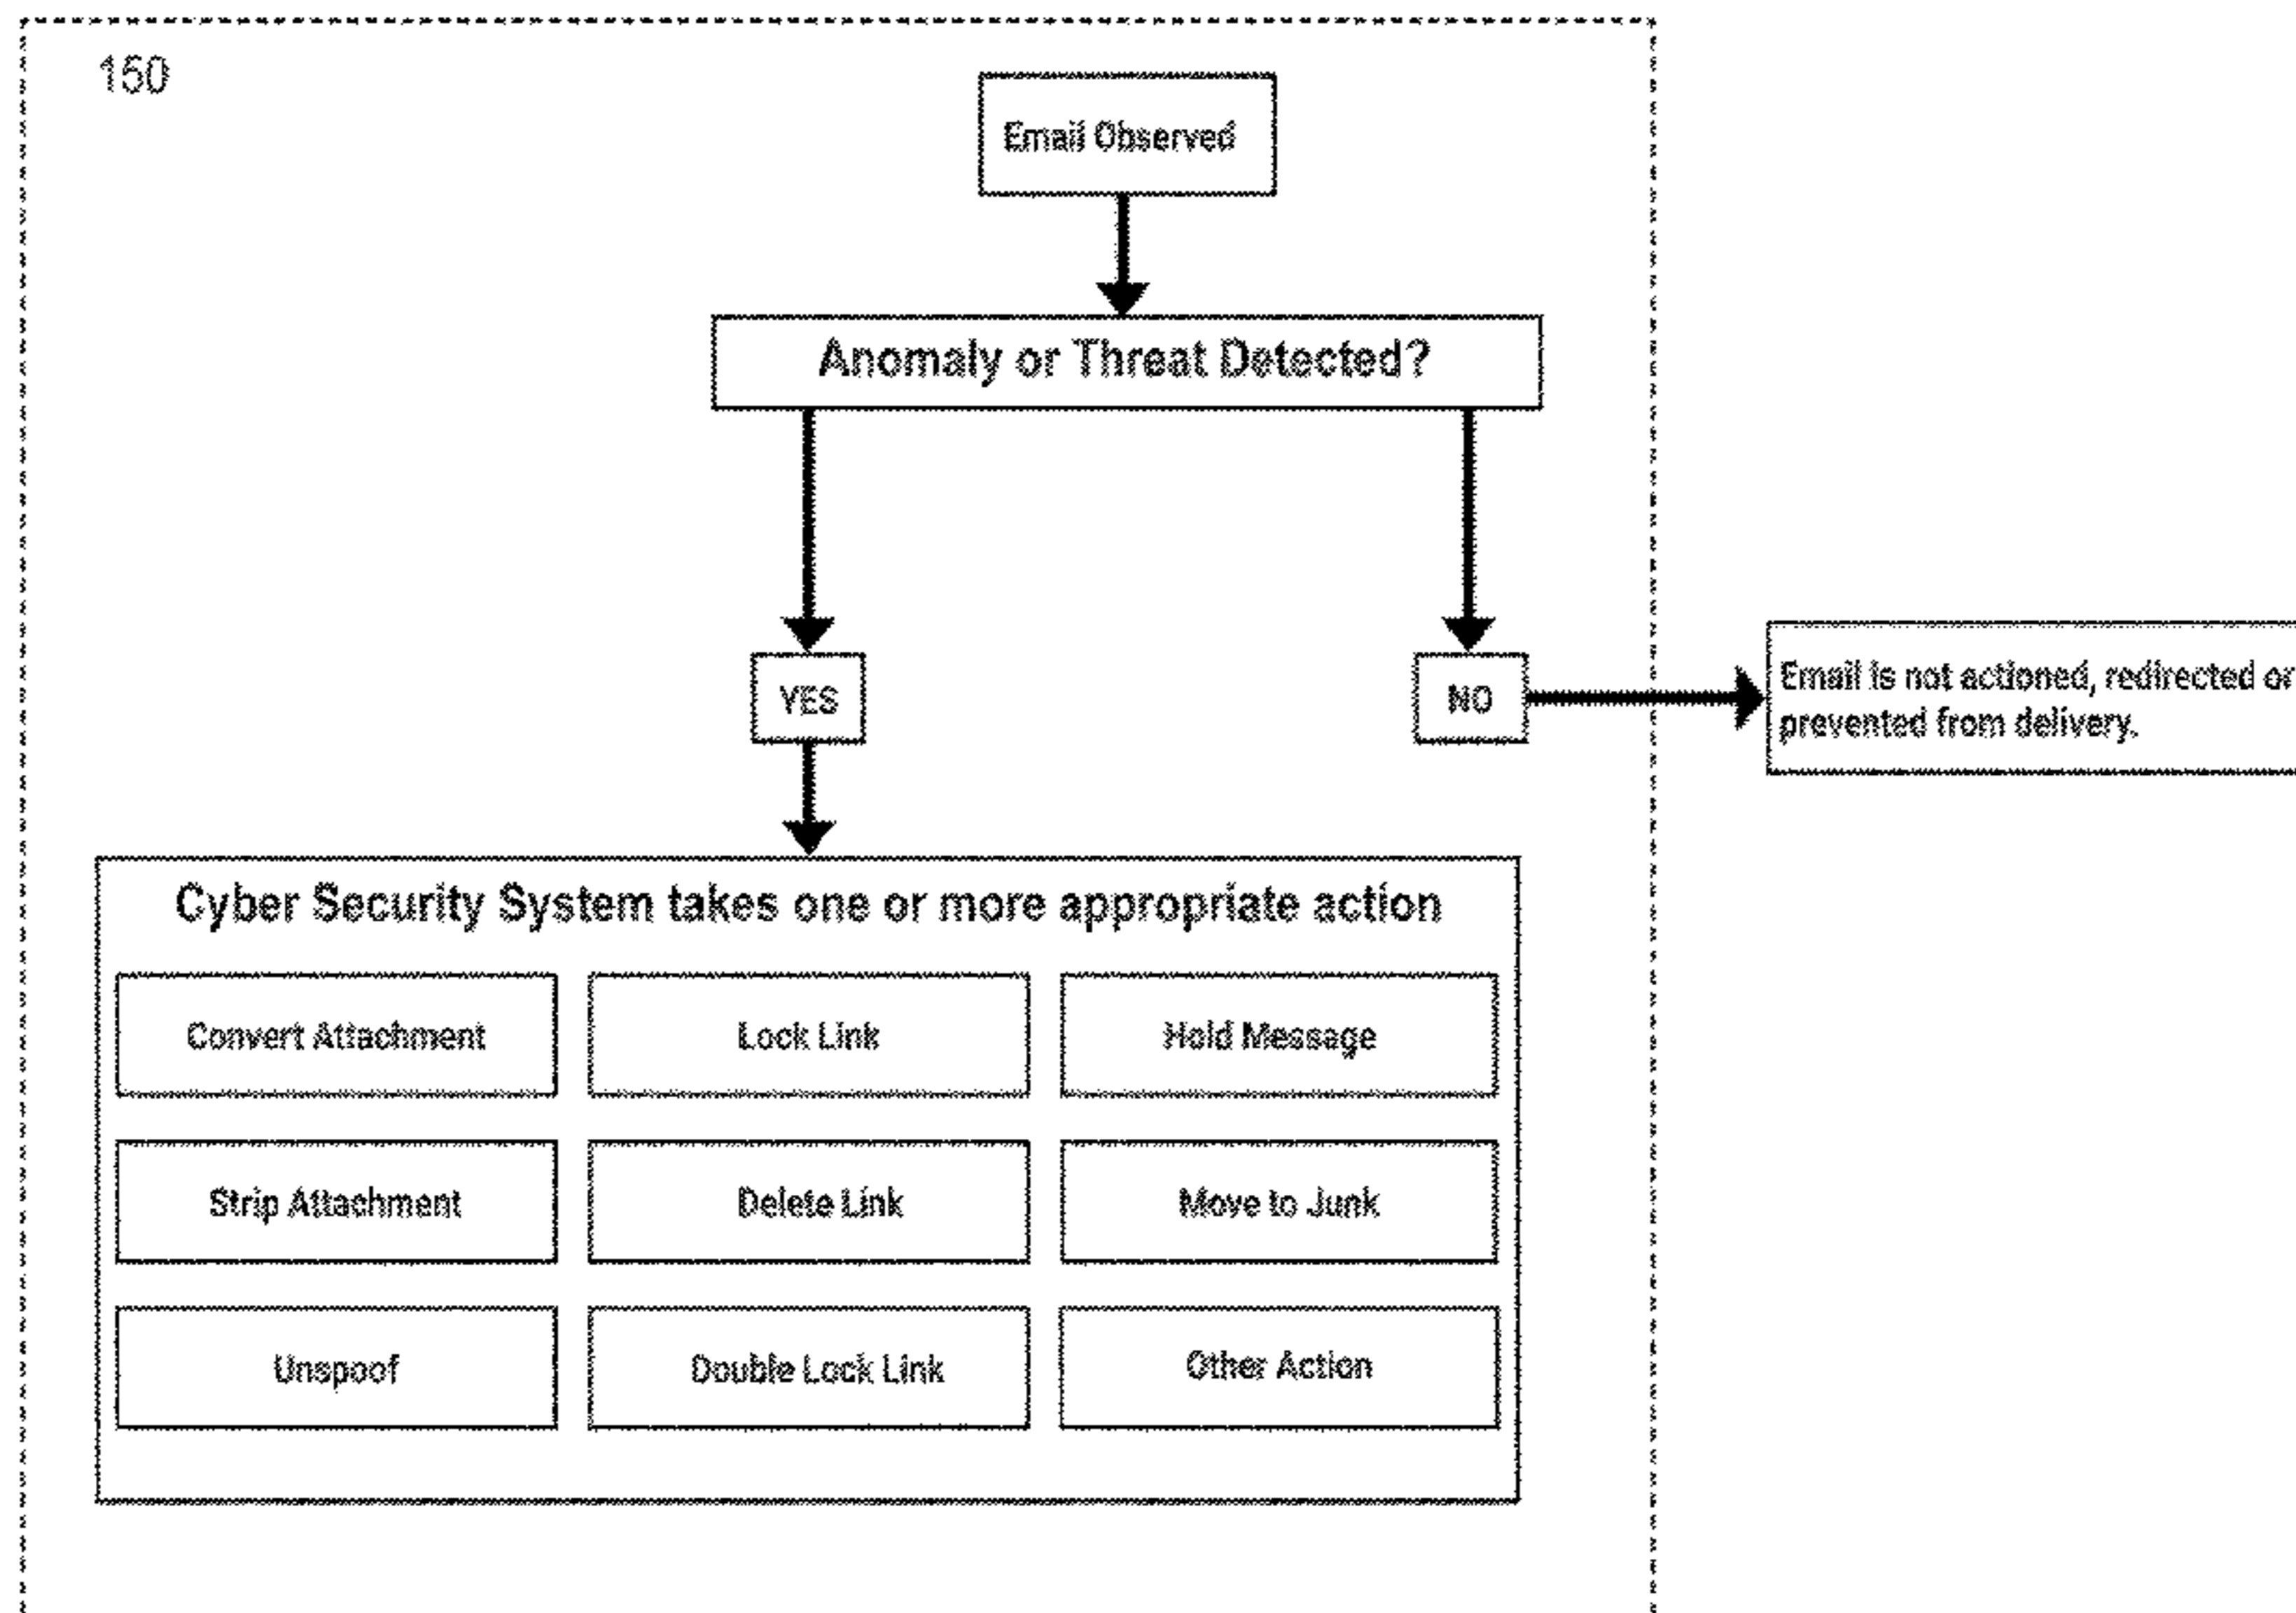 150
Email Observed
Anomaly or Threat Detected?
YES
NO
Email is not actioned, redirected or
prevented from delivery.
Cyber Security System takes one or more appropriate action
Convert Attachment
Lock Link
Hold Message
Strip Attachment
Delete Link
Move to Junk
Unspoof
Double Lock Link
Other Action